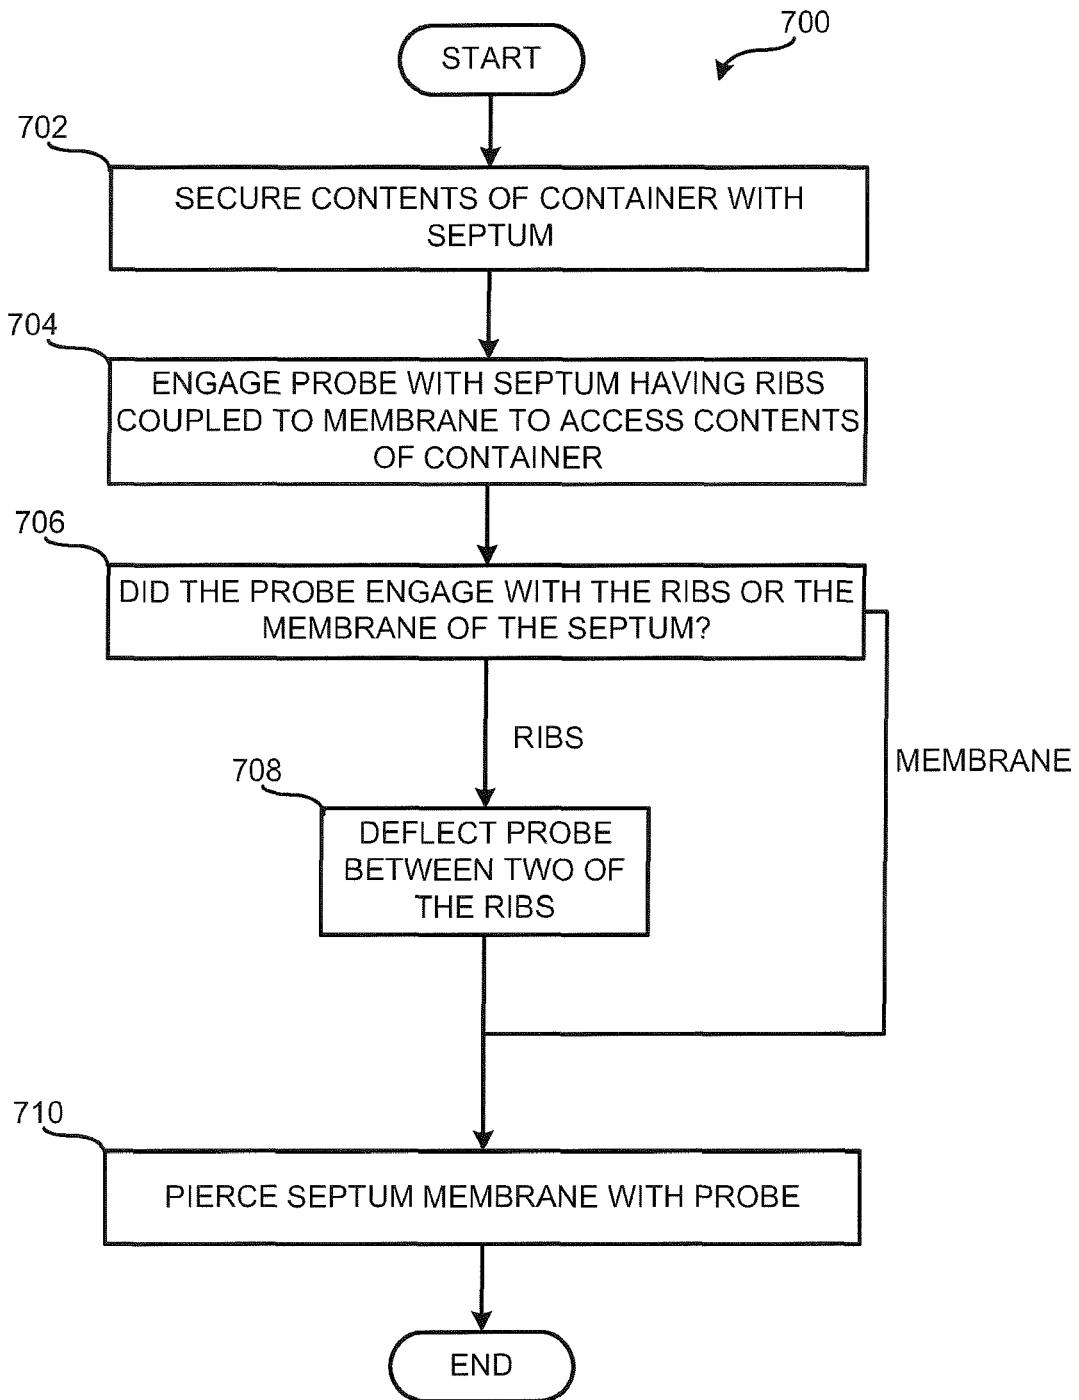 700
START
702
SECURE CONTENTS OF CONTAINER WITH
SEPTUM
704
ENGAGE PROBE WITH SEPTUM HAVING RIBS
COUPLED TO MEMBRANE TO ACCESS CONTENTS
OF CONTAINER
706
DID THE PROBE ENGAGE WITH THE RIBS OR THE
MEMBRANE OF THE SEPTUM?
RIBS
MEMBRANE
708
DEFLECT PROBE
BETWEEN TWO OF
THE RIBS
710
PIERCE SEPTUM MEMBRANE WITH PROBE
END